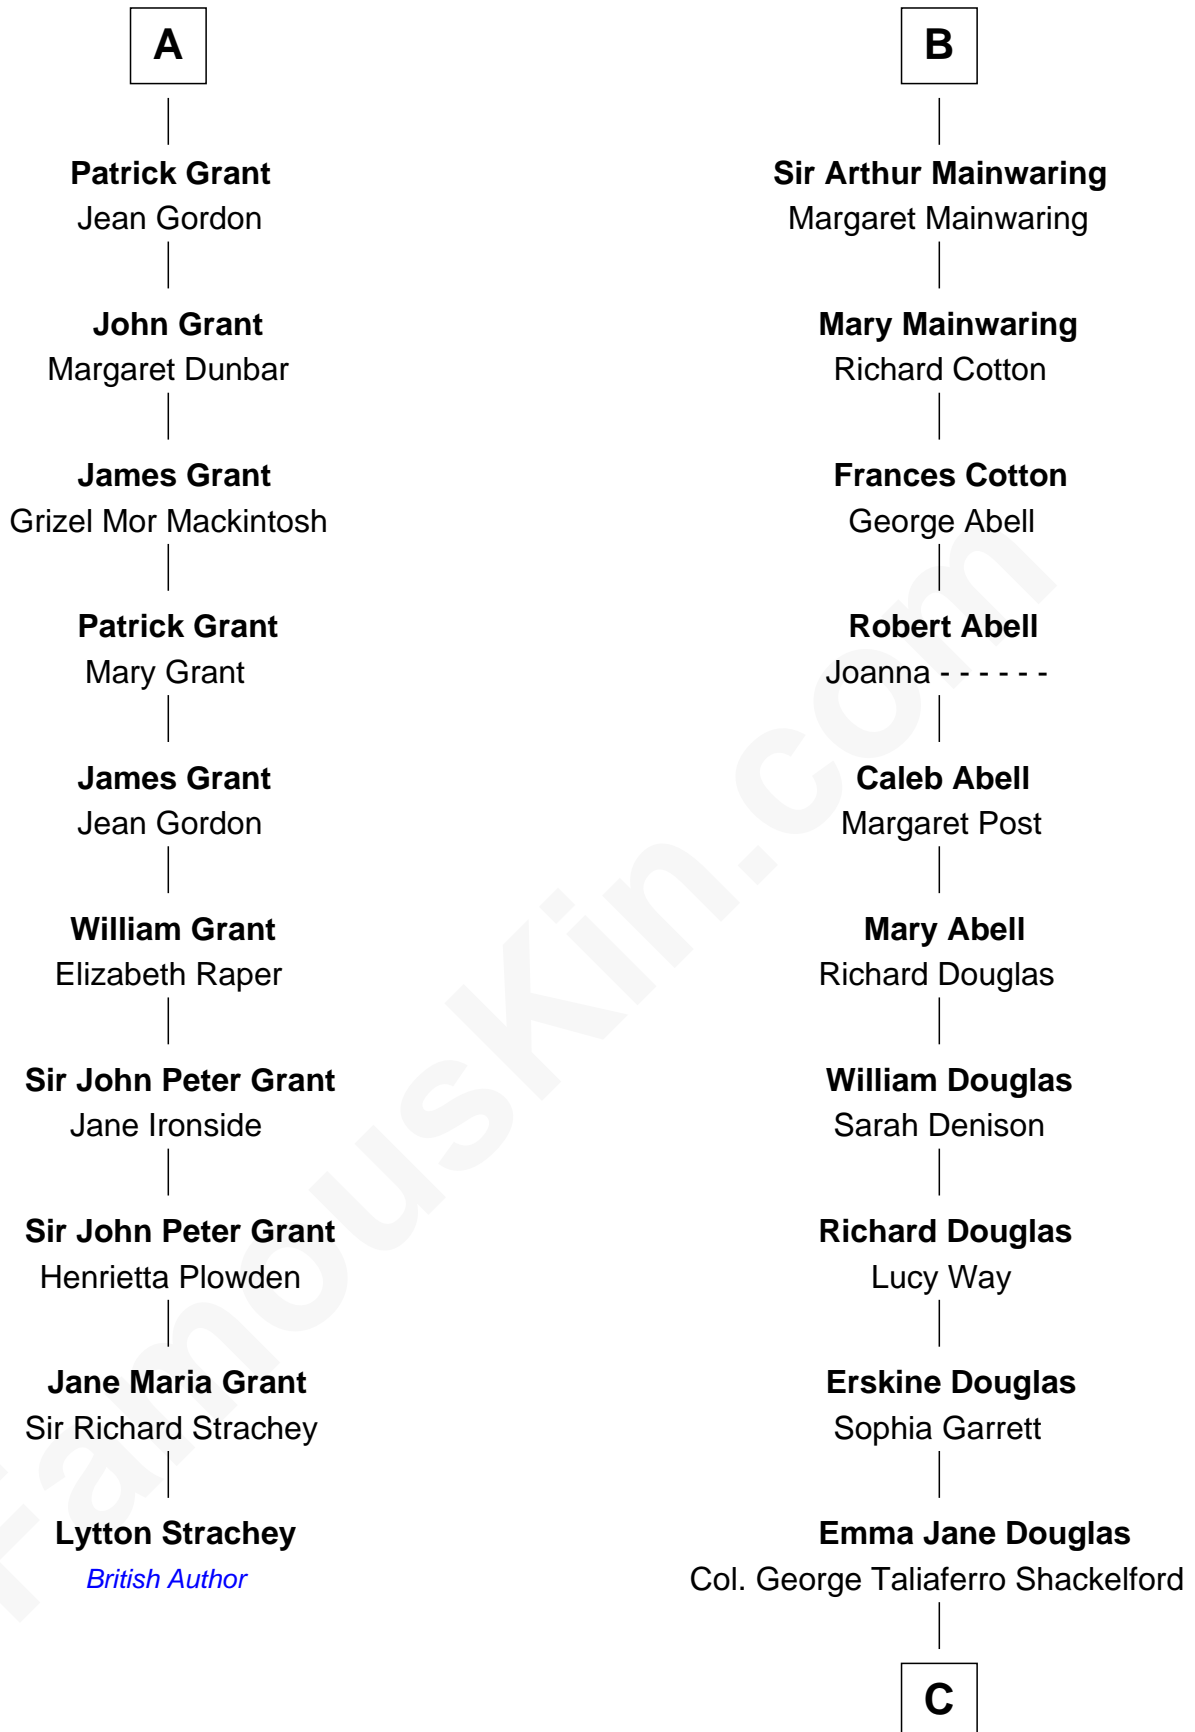 A
Patrick Grant
Jean Gordon
John Grant
Margaret Dunbar
James Grant
Grizel Mor Mackintosh
Patrick Grant
Mary Grant
James Grant
Jean Gordon
William Grant
Elizabeth Raper
Sir John Peter Grant
Jane Ironside
Sir John Peter Grant
Henrietta Plowden
Jane Maria Grant
Sir Richard Strachey
Lytton Strachey
British Author
B
Sir Arthur Mainwaring
Margaret Mainwaring
Mary Mainwaring
Richard Cotton
Frances Cotton
George Abell
Robert Abell
Joanna - - - - - -
Caleb Abell
Margaret Post
Mary Abell
Richard Douglas
William Douglas
Sarah Denison
Richard Douglas
Lucy Way
Erskine Douglas
Sophia Garrett
Emma Jane Douglas
Col. George Taliaferro Shackelford
C
FamousKin.com